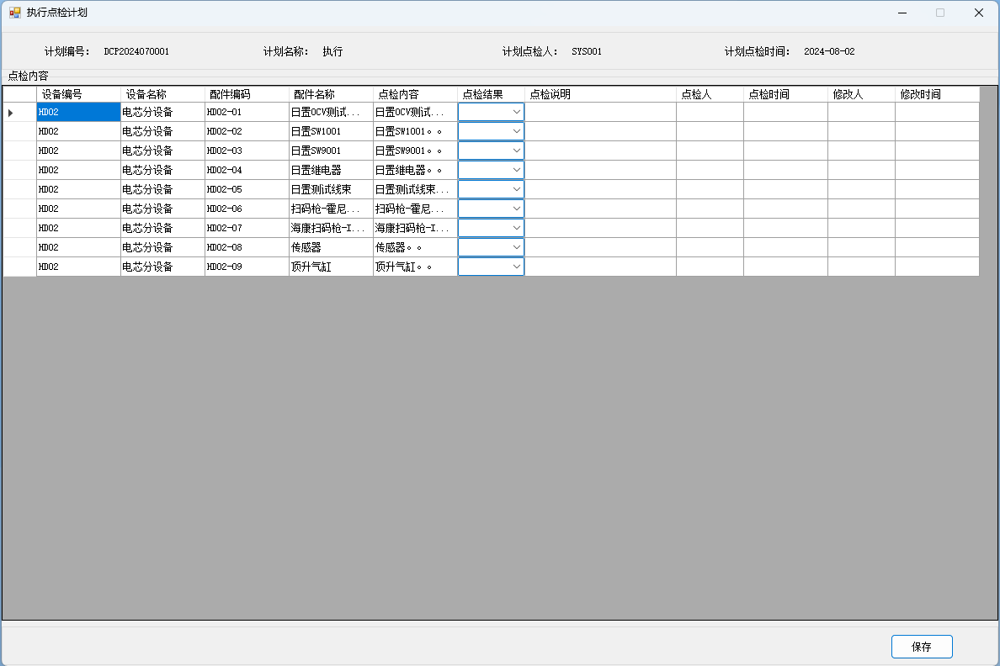 执行点检计划
计划编号： DCP2024070001 计划名称： 执行 计划点检人： SYS001 计划点检时间： 2024-08-02
点检内容
设备编号 设备名称 配件编码 配件名称 点检内容 点检结果 点检说明 点检人 点检时间 修改人 修改时间
HD02 电芯分设备 HD02-01 日置OCV测试... 日置OCV测试...
HD02 电芯分设备 HD02-02 日置SW1001 日置SW1001。。
HD02 电芯分设备 HD02-03 日置SW9001 日置SW9001。。
HD02 电芯分设备 HD02-04 日置继电器 日置继电器。。
HD02 电芯分设备 HD02-05 日置测试线束 日置测试线束...
HD02 电芯分设备 HD02-06 扫码枪-霍尼... 扫码枪-霍尼...
HD02 电芯分设备 HD02-07 海康扫码枪-I... 海康扫码枪-I...
HD02 电芯分设备 HD02-08 传感器 传感器。。
HD02 电芯分设备 HD02-09 顶升气缸 顶升气缸。。
保存